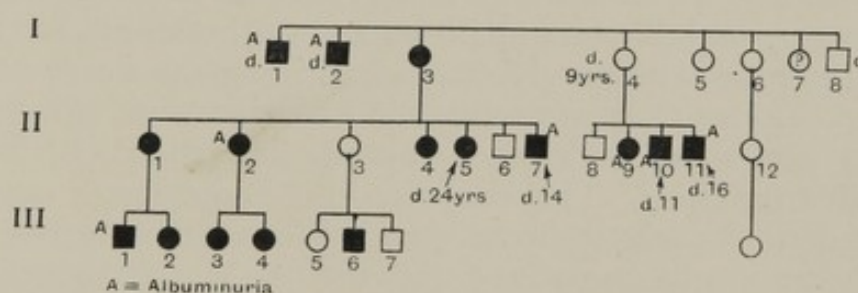 I
A A
d. d. d. d
9yrs.
1 2 3 4 5 6 ? 7 8
II
A A A A A
1 2 3 4 5 6 7 8 9 10 11 12
d.24yrs d.14 d.11 d.16
III
A
1 2 3 4 5 6 7
A = Albuminuria